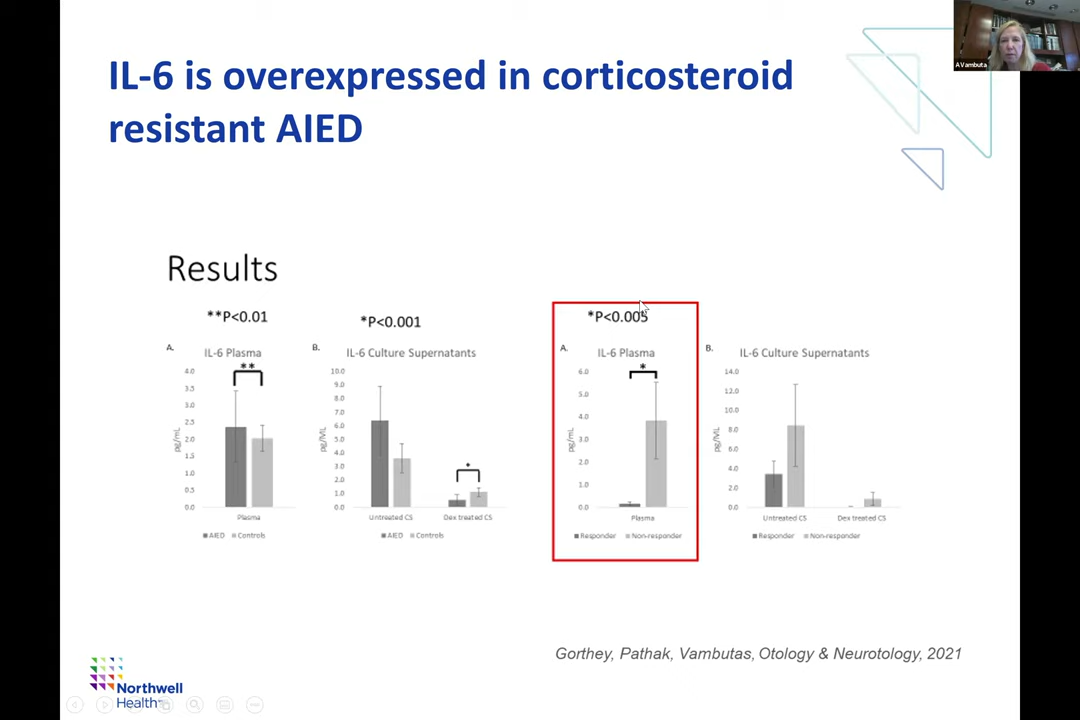 IL-6 is overexpressed in corticosteroid
resistant AIED
A Vambuta
Results
**P<0.01
*P<0.001
*P<0.005
A.
IL-6 Plasma
**
4.0
3.5
3.0
2.5
2.0
1.5
1.0
0.5
0.0
pg/mL
Plasma
AIED
Controls
B.
IL-6 Culture Supernatants
10.0
9.0
8.0
7.0
6.0
5.0
4.0
3.0
2.0
1.0
0.0
pg/ML
*
Untreated CS
Dex treated CS
AIED
Controls
A.
IL-6 Plasma
*
6.0
5.0
4.0
3.0
2.0
1.0
0.0
pg/mL
Plasma
Responder
Non-responder
B.
IL-6 Culture Supernatants
14.0
12.0
10.0
8.0
6.0
4.0
2.0
0.0
pg/ML
Untreated CS
Dex treated CS
Responder
Non-responder
Gorthey, Pathak, Vambutas, Otology & Neurotology, 2021
Northwell
Health